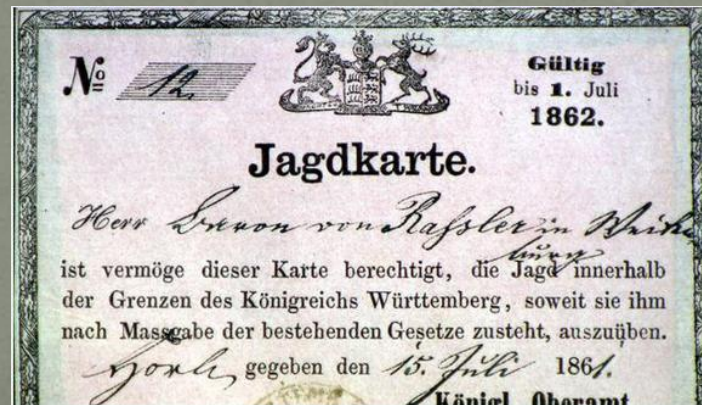 No 12
Gültig
bis 1. Juli
1862.
Jagdkarte.
Herr Baron von Raßler in Weiten
burg
ist vermöge dieser Karte berechtigt, die Jagd innerhalb
der Grenzen des Königreichs Württemberg, soweit sie ihm
nach Massgabe der bestehenden Gesetze zusteht, auszuüben.
Horb gegeben den 15. Juli 1861.
Königl. Oberamt